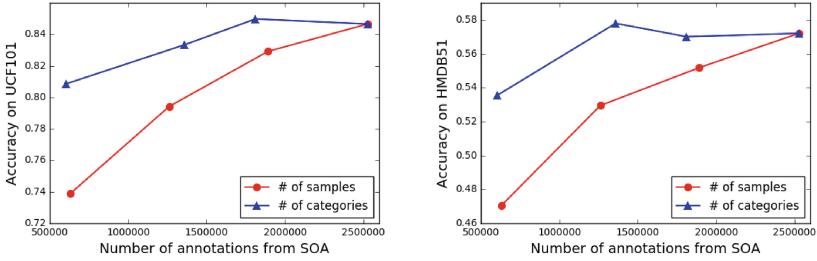 Accuracy on UCF101
0.84
0.82
0.80
0.78
0.76
0.74
0.72
500000 1000000 1500000 2000000 2500000
Number of annotations from SOA
# of samples
# of categories
Accuracy on HMDB51
0.58
0.56
0.54
0.52
0.50
0.48
0.46
500000 1000000 1500000 2000000 2500000
Number of annotations from SOA
# of samples
# of categories